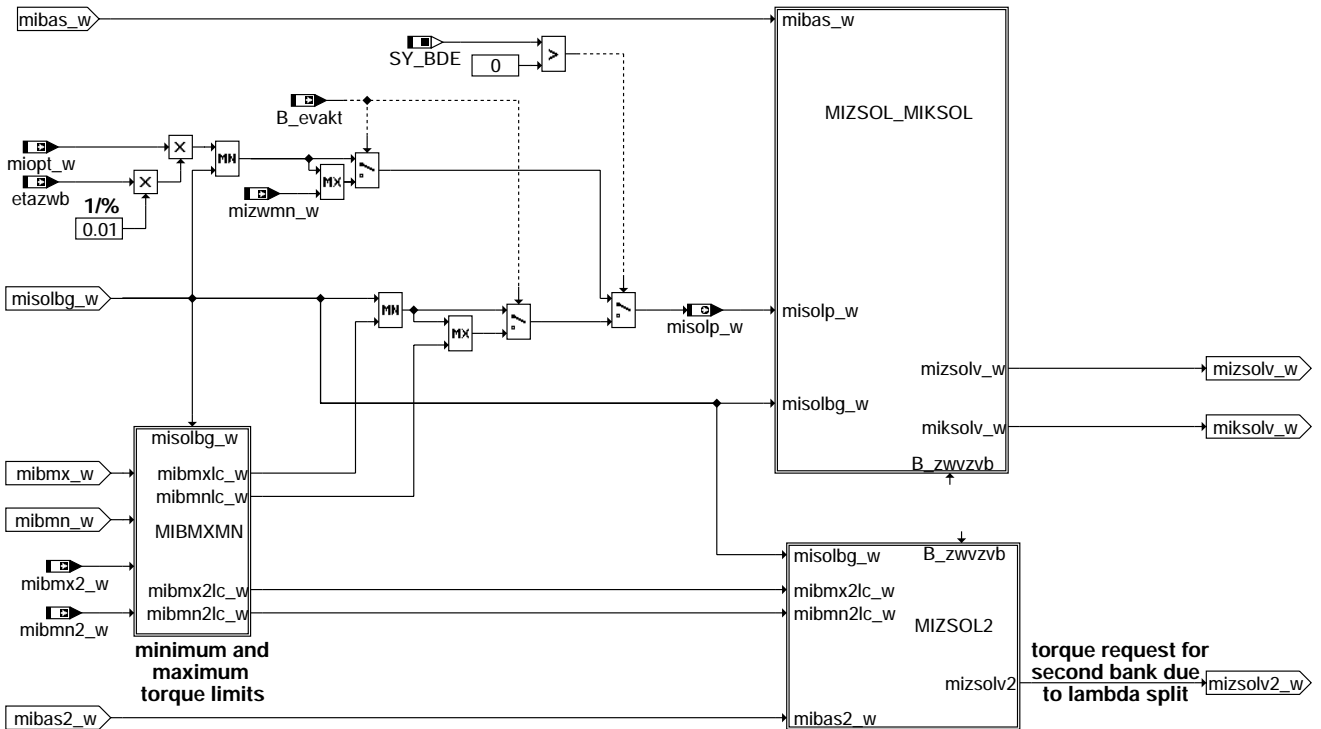 mibas_w
mibas_w
SY_BDE
0
>
MIZSOL_MIKSOL
B_evakt
miopt_w
X
MN
etazwb
X
MX
1/%
0.01
mizwmn_w
misolbg_w
MN
MX
misolp_w
misolp_w
mizsolv_w
mizsolv_w
misolbg_w
miksolv_w
miksolv_w
B_zwvzvb
misolbg_w
mibmx_w
mibmxlc_w
mibmnlc_w
mibmn_w
MIBMXMN
mibmx2_w
mibmx2lc_w
mibmn2_w
mibmn2lc_w
minimum and
maximum
torque limits
misolbg_w
B_zwvzvb
mibmx2lc_w
mibmn2lc_w
MIZSOL2
mizsolv2
torque request for
second bank due
to lambda split
mizsolv2_w
mibas2_w
mibas2_w